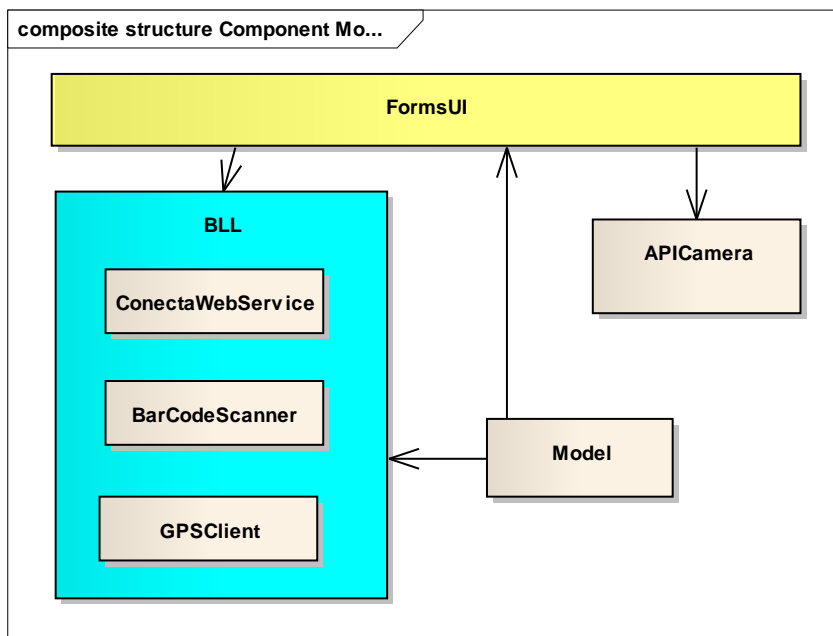 composite structure Component Mo...
FormsUI
BLL
APICamera
ConectaWebService
BarCodeScanner
Model
GPSClient